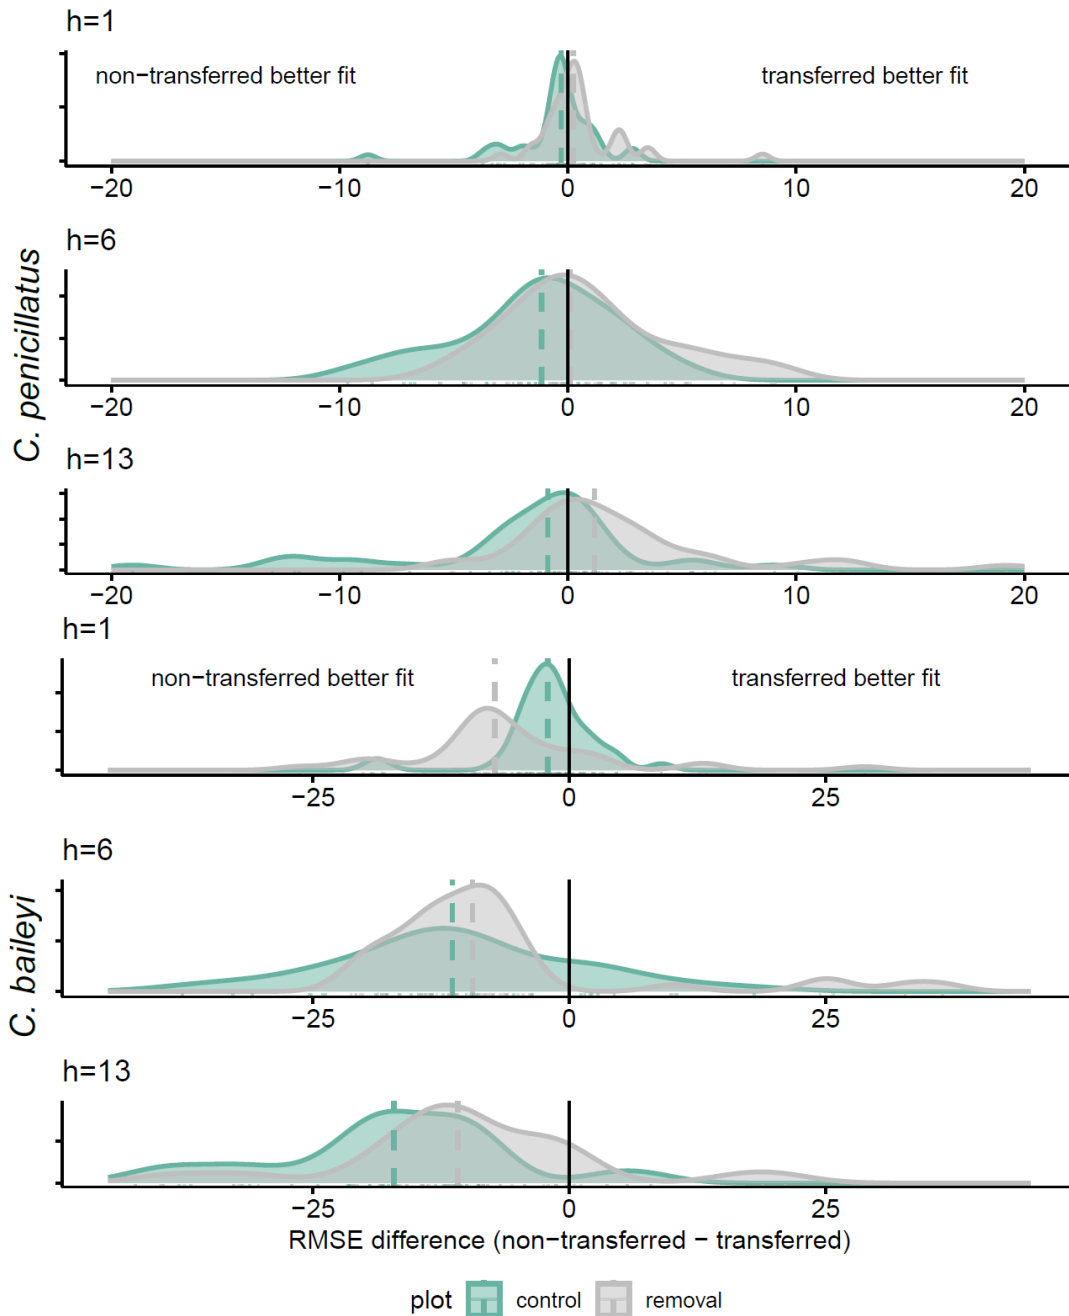 h=1
non−transferred better fit
transferred better fit
−20
−10
0
10
20
C. penicillatus
h=6
−20
−10
0
10
20
h=13
−20
−10
0
10
20
h=1
non−transferred better fit
transferred better fit
−25
0
25
C. baileyi
h=6
−25
0
25
h=13
−25
0
25
RMSE difference (non−transferred − transferred)
plot control removal